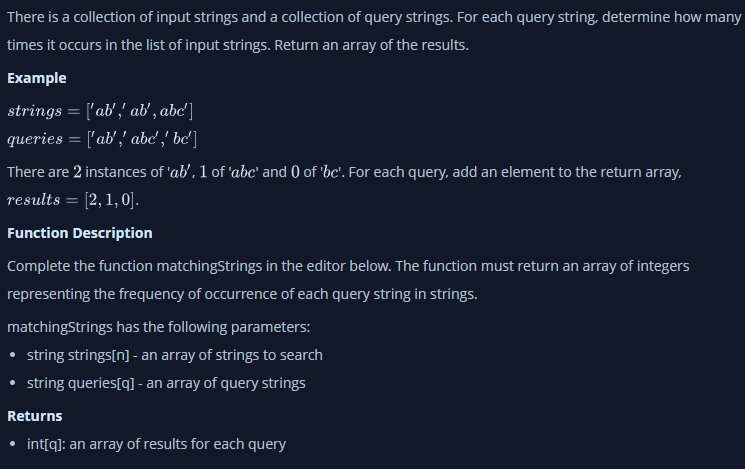 There is a collection of input strings and a collection of query strings. For each query string, determine how many
times it occurs in the list of input strings. Return an array of the results.
Example
strings = ['ab',' ab', abc']
queries = ['ab',' abc',' bc']
There are 2 instances of 'ab', 1 of 'abc' and 0 of 'bc'. For each query, add an element to the return array,
results = [2, 1, 0].
Function Description
Complete the function matchingStrings in the editor below. The function must return an array of integers
representing the frequency of occurrence of each query string in strings.
matchingStrings has the following parameters:
• string strings[n] - an array of strings to search
• string queries[q] - an array of query strings
Returns
• int[q]: an array of results for each query